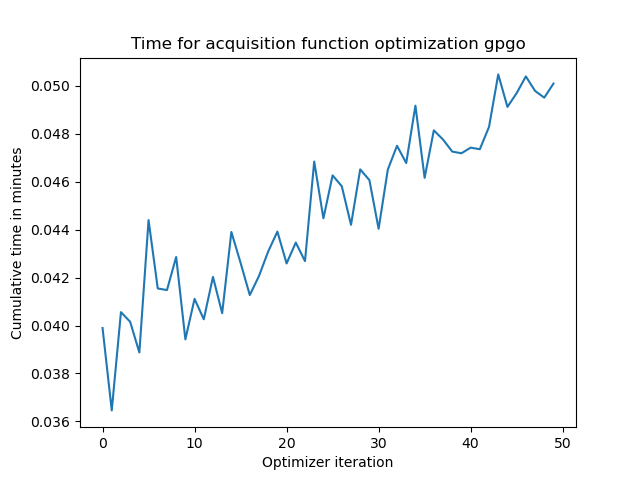 Time for acquisition function optimization gpgo
0.050
0.048
0.046
0.044
0.042
0.040
0.038
0.036
Cumulative time in minutes
0 10 20 30 40 50
Optimizer iteration